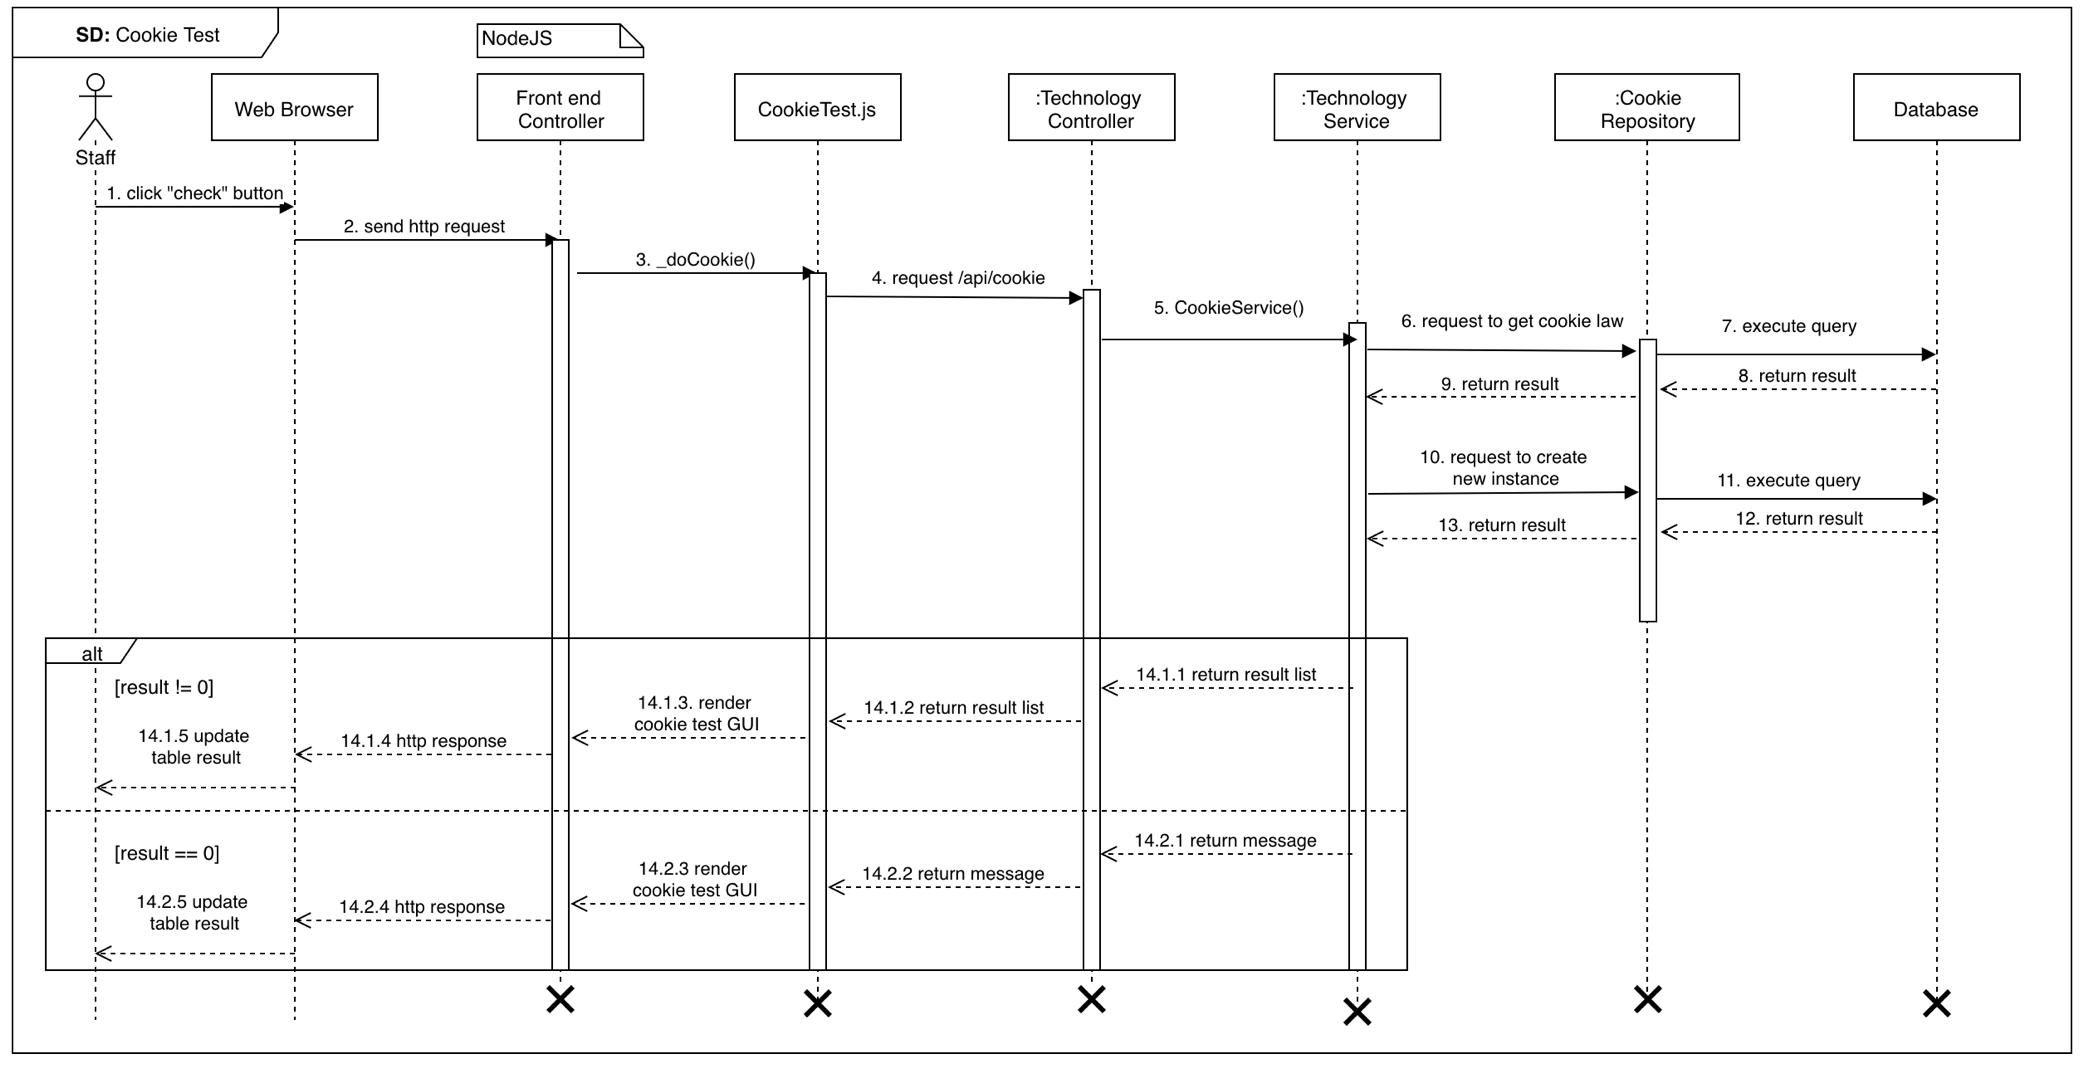 SD: Cookie Test
NodeJS
Staff
Web Browser
Front end
Controller
CookieTest.js
:Technology
Controller
:Technology
Service
:Cookie
Repository
Database
1. click "check" button
2. send http request
3. _doCookie()
4. request /api/cookie
5. CookieService()
6. request to get cookie law
7. execute query
8. return result
9. return result
10. request to create
new instance
11. execute query
12. return result
13. return result
alt
[result != 0]
14.1.1 return result list
14.1.2 return result list
14.1.3. render
cookie test GUI
14.1.4 http response
14.1.5 update
table result
[result == 0]
14.2.1 return message
14.2.2 return message
14.2.3 render
cookie test GUI
14.2.4 http response
14.2.5 update
table result